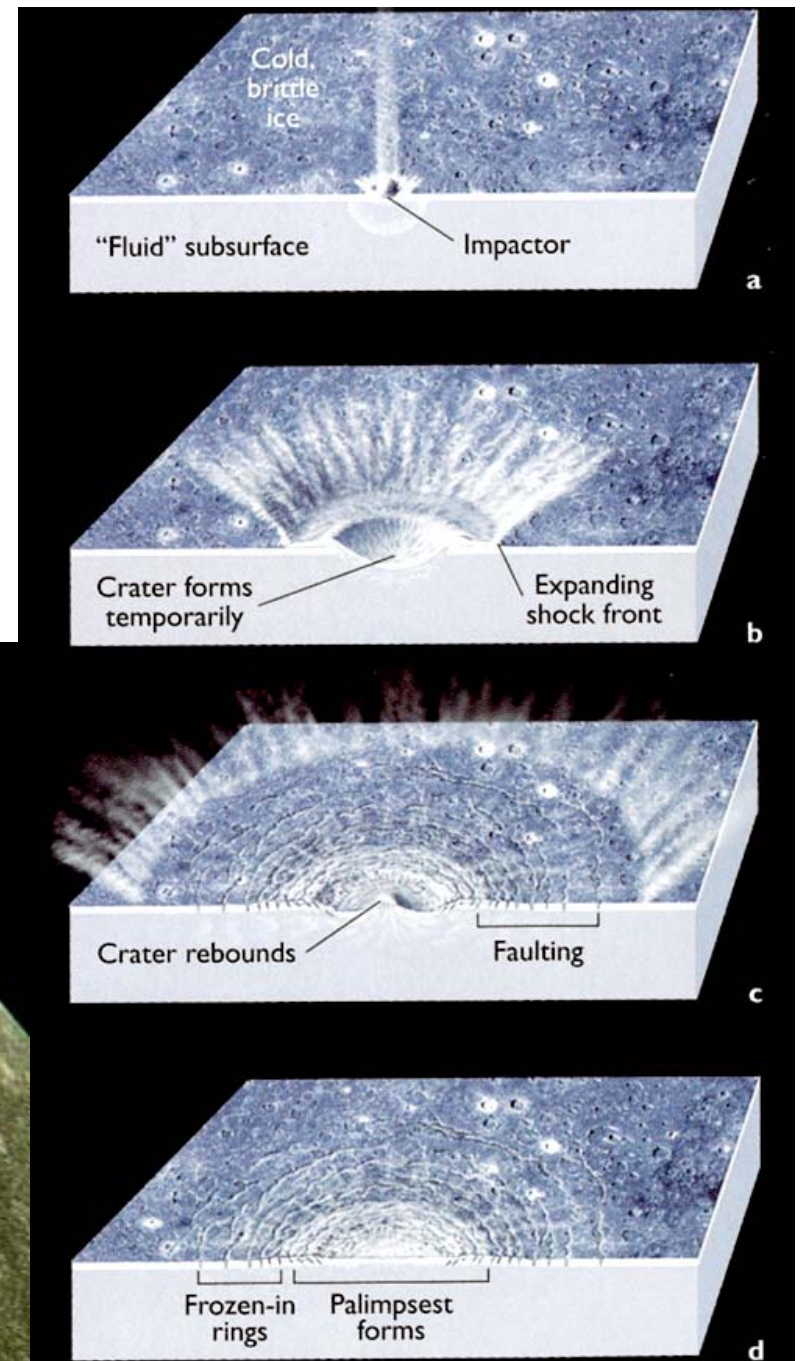 Cold,
brittle
ice
"Fluid" subsurface
Impactor
a
Crater forms
temporarily
Expanding
shock front
b
Crater rebounds
Faulting
c
Frozen-in
rings
Palimpsest
forms
d